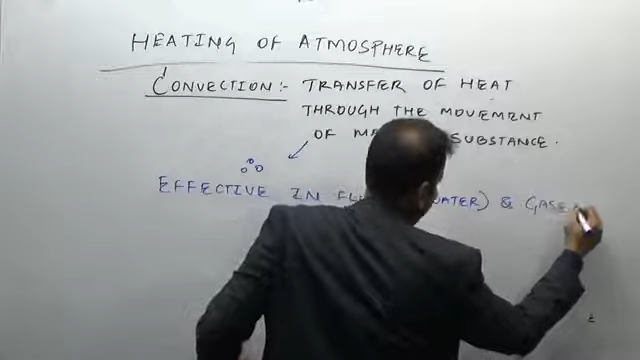 HEATING OF ATMOSPHERE
CONVECTION:- TRANSFER OF HEAT
THROUGH THE MOVEMENT
OF SUBSTANCE.
EFFECTIVE IN WATER) & GASE